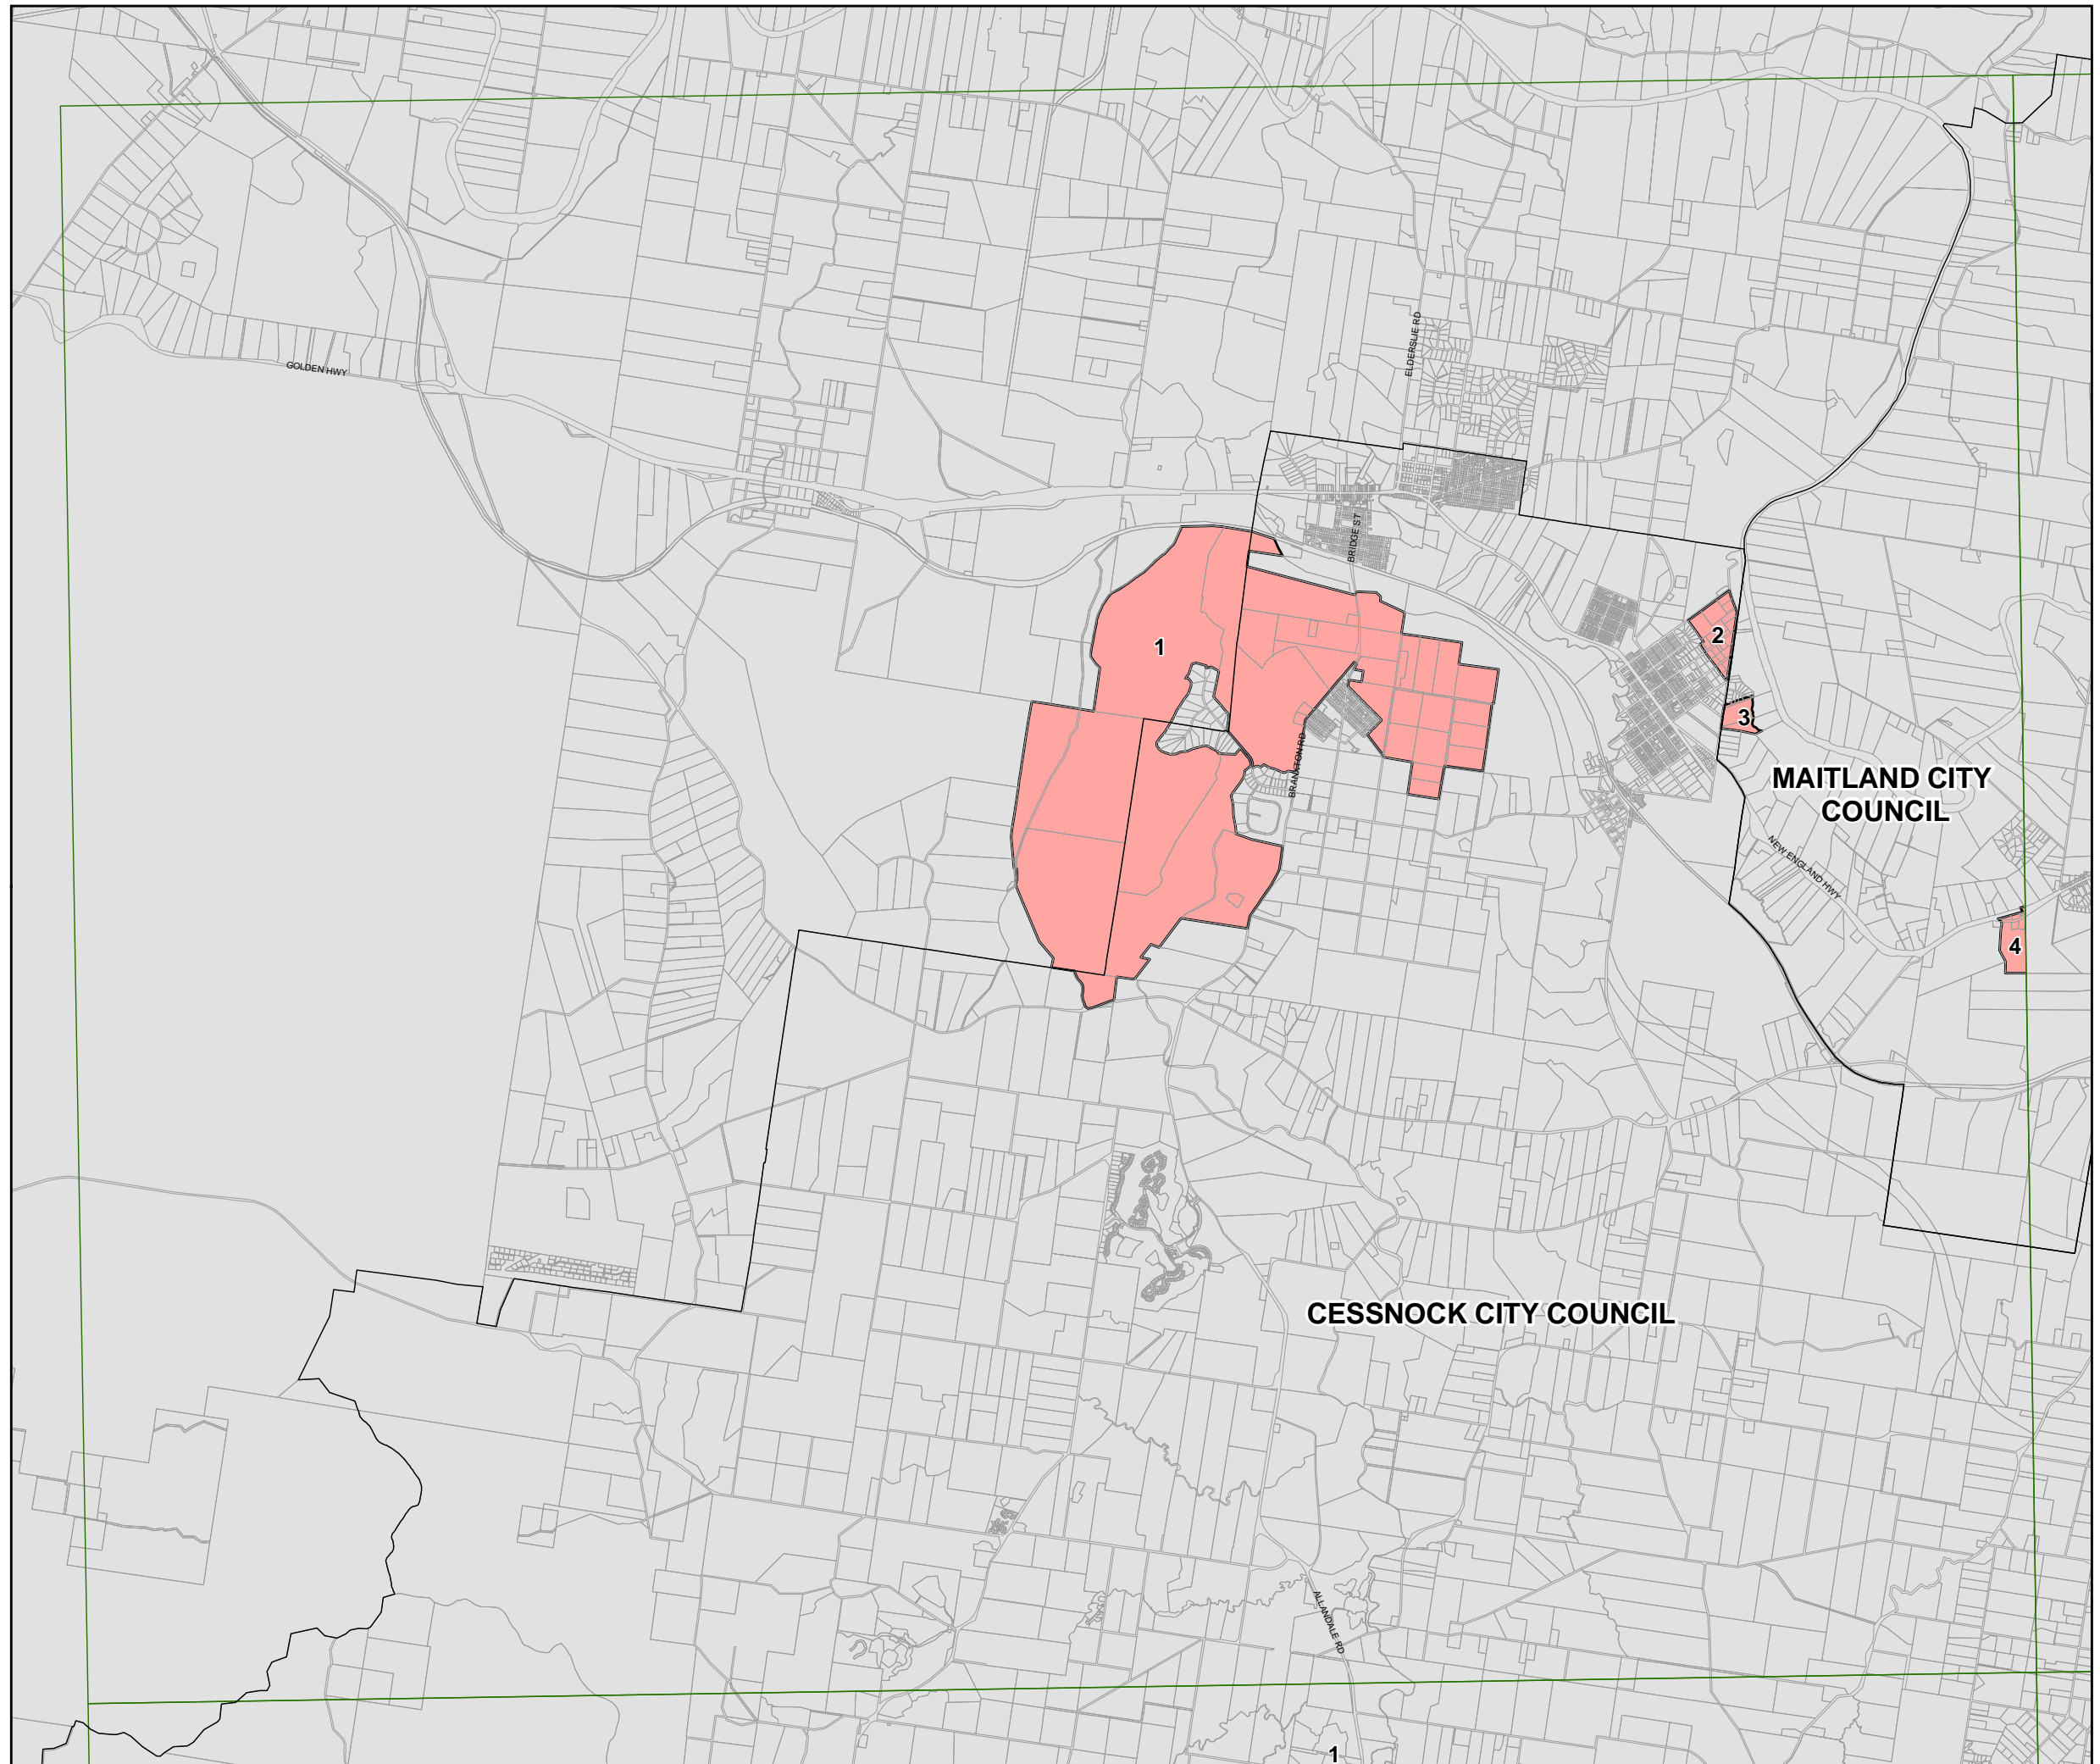 ELDERSLIE RD
GOLDEN HWY
BRIDGE ST
1
2
3
BRANXTON RD
MAITLAND CITY
COUNCIL
NEW ENGLAND HWY
4
CESSNOCK CITY COUNCIL
ALLANDALE RD
1